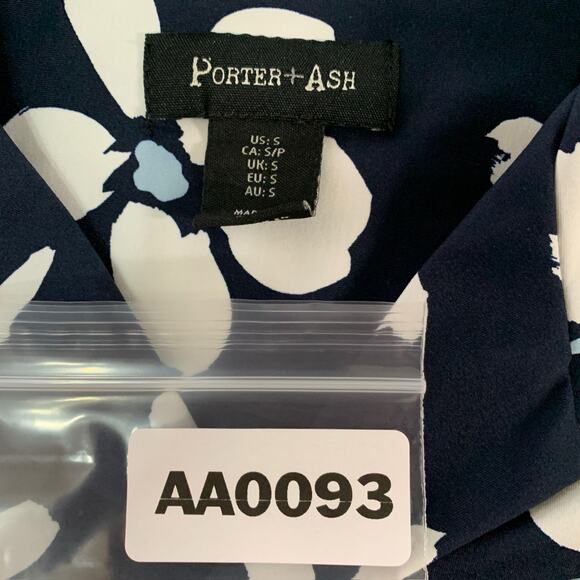 PORTER+ASH
US: S
CA: S/P
UK: S
EU: S
AU: S
AA0093